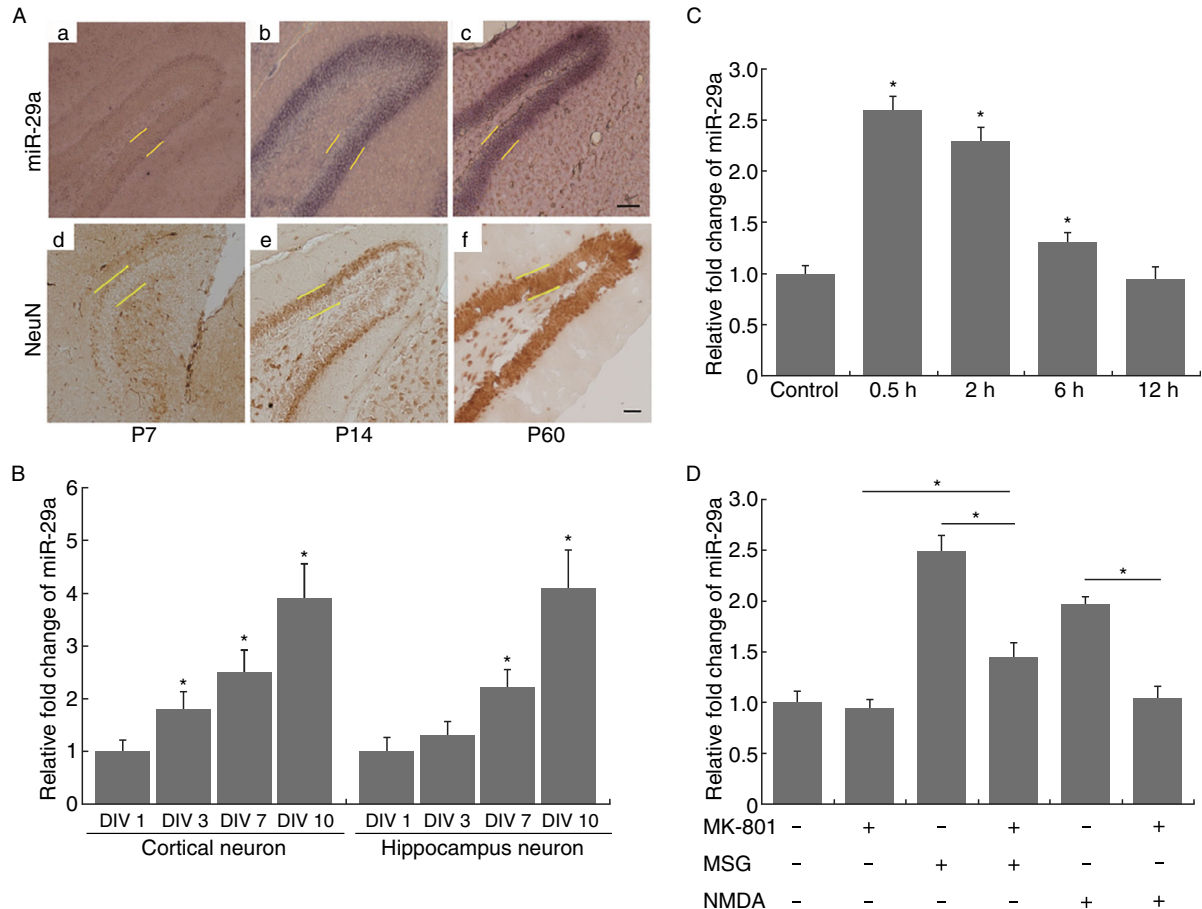 A
a
b
c
miR-29a
d
e
f
NeuN
P7
P14
P60
B
Relative fold change of miR-29a
6
5
4
3
2
1
0
*
*
*
*
*
DIV 1
DIV 3
DIV 7
DIV 10
DIV 1
DIV 3
DIV 7
DIV 10
Cortical neuron
Hippocampus neuron
C
Relative fold change of miR-29a
3.0
2.5
2.0
1.5
1.0
0.5
0
*
*
*
Control
0.5 h
2 h
6 h
12 h
D
Relative fold change of miR-29a
3.0
2.5
2.0
1.5
1.0
0.5
0
*
*
*
MK-801 – + – + – +
MSG – – + + – –
NMDA – – – – + +